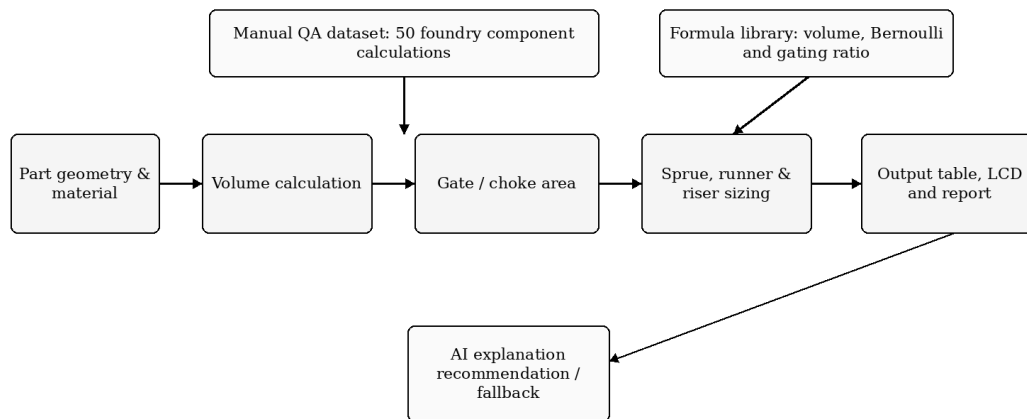 Manual QA dataset: 50 foundry component
calculations
Formula library: volume, Bernoulli
and gating ratio
Part geometry &
material
Volume calculation
Gate / choke area
Sprue, runner &
riser sizing
Output table, LCD
and report
AI explanation
recommendation /
fallback